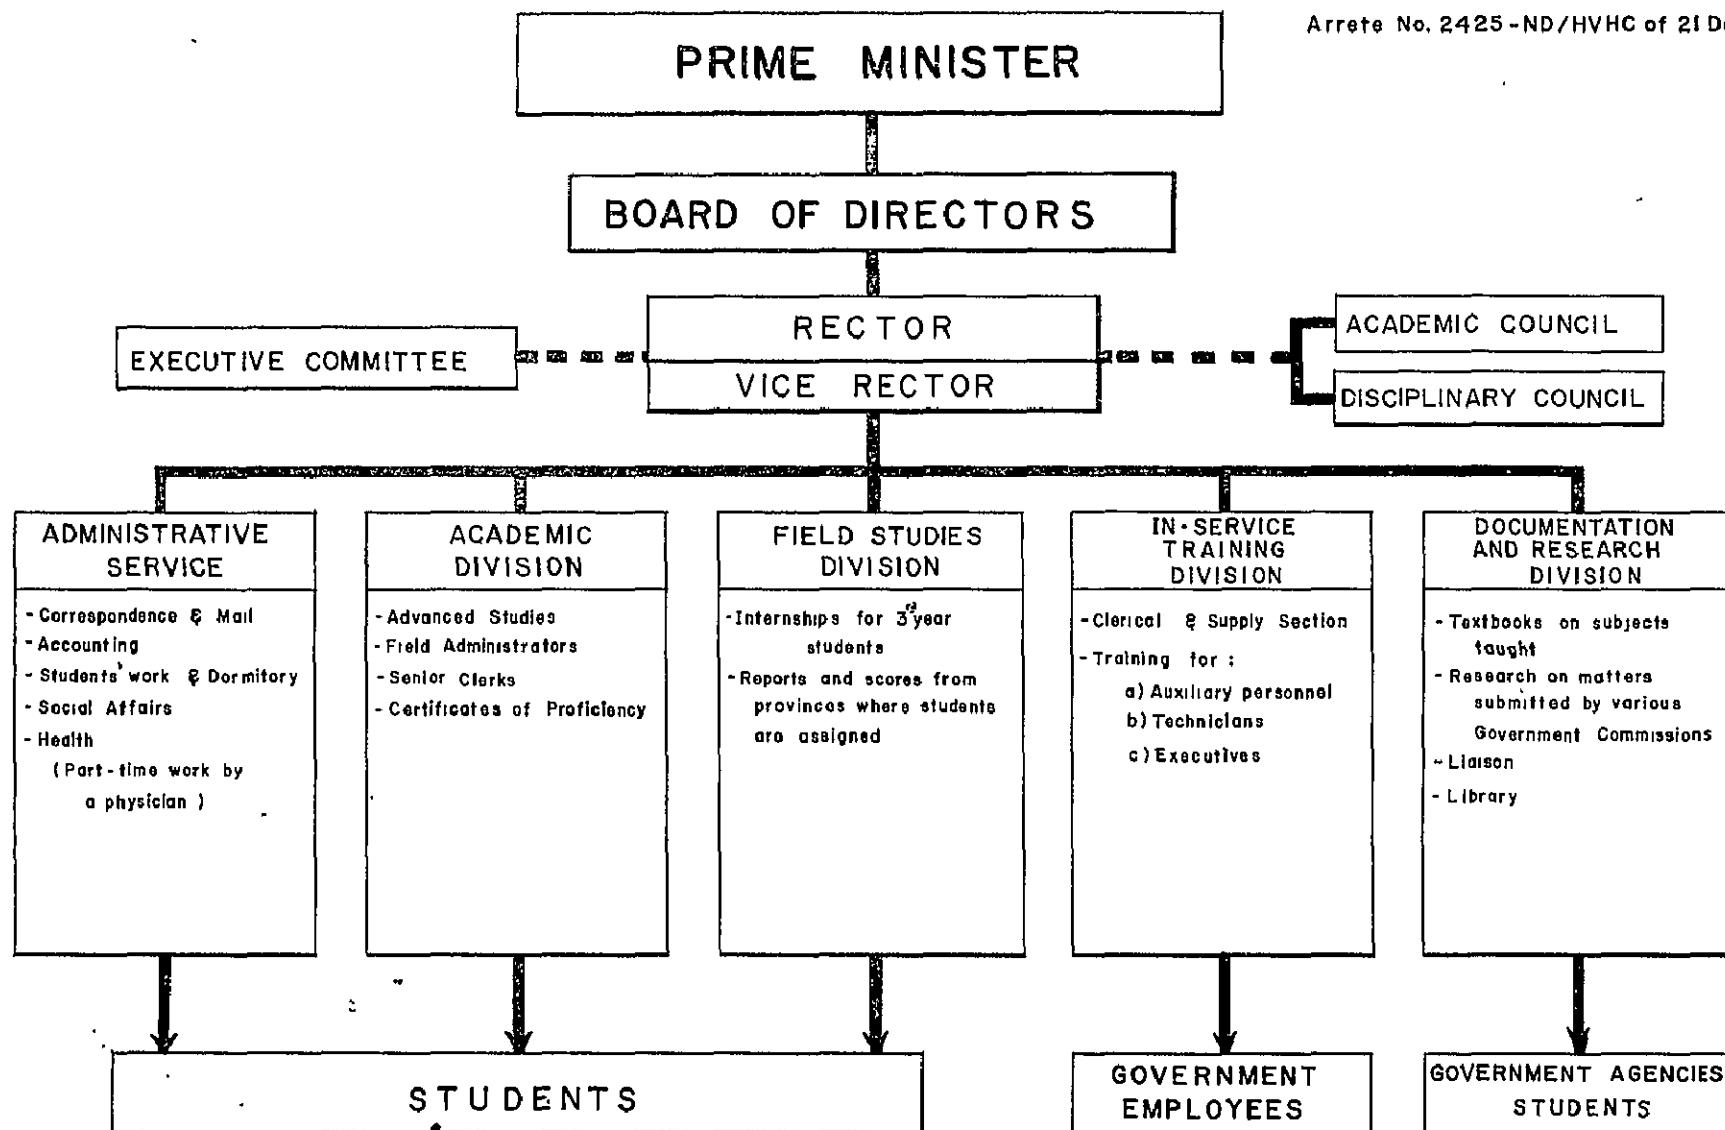 Arrete No. 2425-ND/HVHC of 21 D
PRIME MINISTER
BOARD OF DIRECTORS
RECTOR
VICE RECTOR
EXECUTIVE COMMITTEE
ACADEMIC COUNCIL
DISCIPLINARY COUNCIL
ADMINISTRATIVE
SERVICE
- Correspondence & Mail
- Accounting
- Students' work & Dormitory
- Social Affairs
- Health
(Part-time work by
a physician )
ACADEMIC
DIVISION
- Advanced Studies
- Field Administrators
- Senior Clerks
- Certificates of Proficiency
FIELD STUDIES
DIVISION
- Internships for 3rd year
students
- Reports and scores from
provinces where students
are assigned
IN-SERVICE
TRAINING
DIVISION
- Clerical & Supply Section
- Training for :
a) Auxiliary personnel
b) Technicians
c) Executives
DOCUMENTATION
AND RESEARCH
DIVISION
- Textbooks on subjects
taught
- Research on matters
submitted by various
Government Commissions
- Liaison
- Library
STUDENTS
GOVERNMENT
EMPLOYEES
GOVERNMENT AGENCIES
STUDENTS